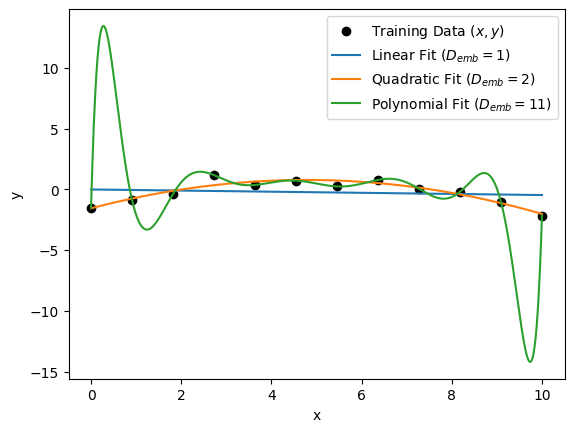 Training Data (x, y)
Linear Fit (D_emb = 1)
Quadratic Fit (D_emb = 2)
Polynomial Fit (D_emb = 11)
10
5
0
−5
−10
−15
y
0 2 4 6 8 10
x